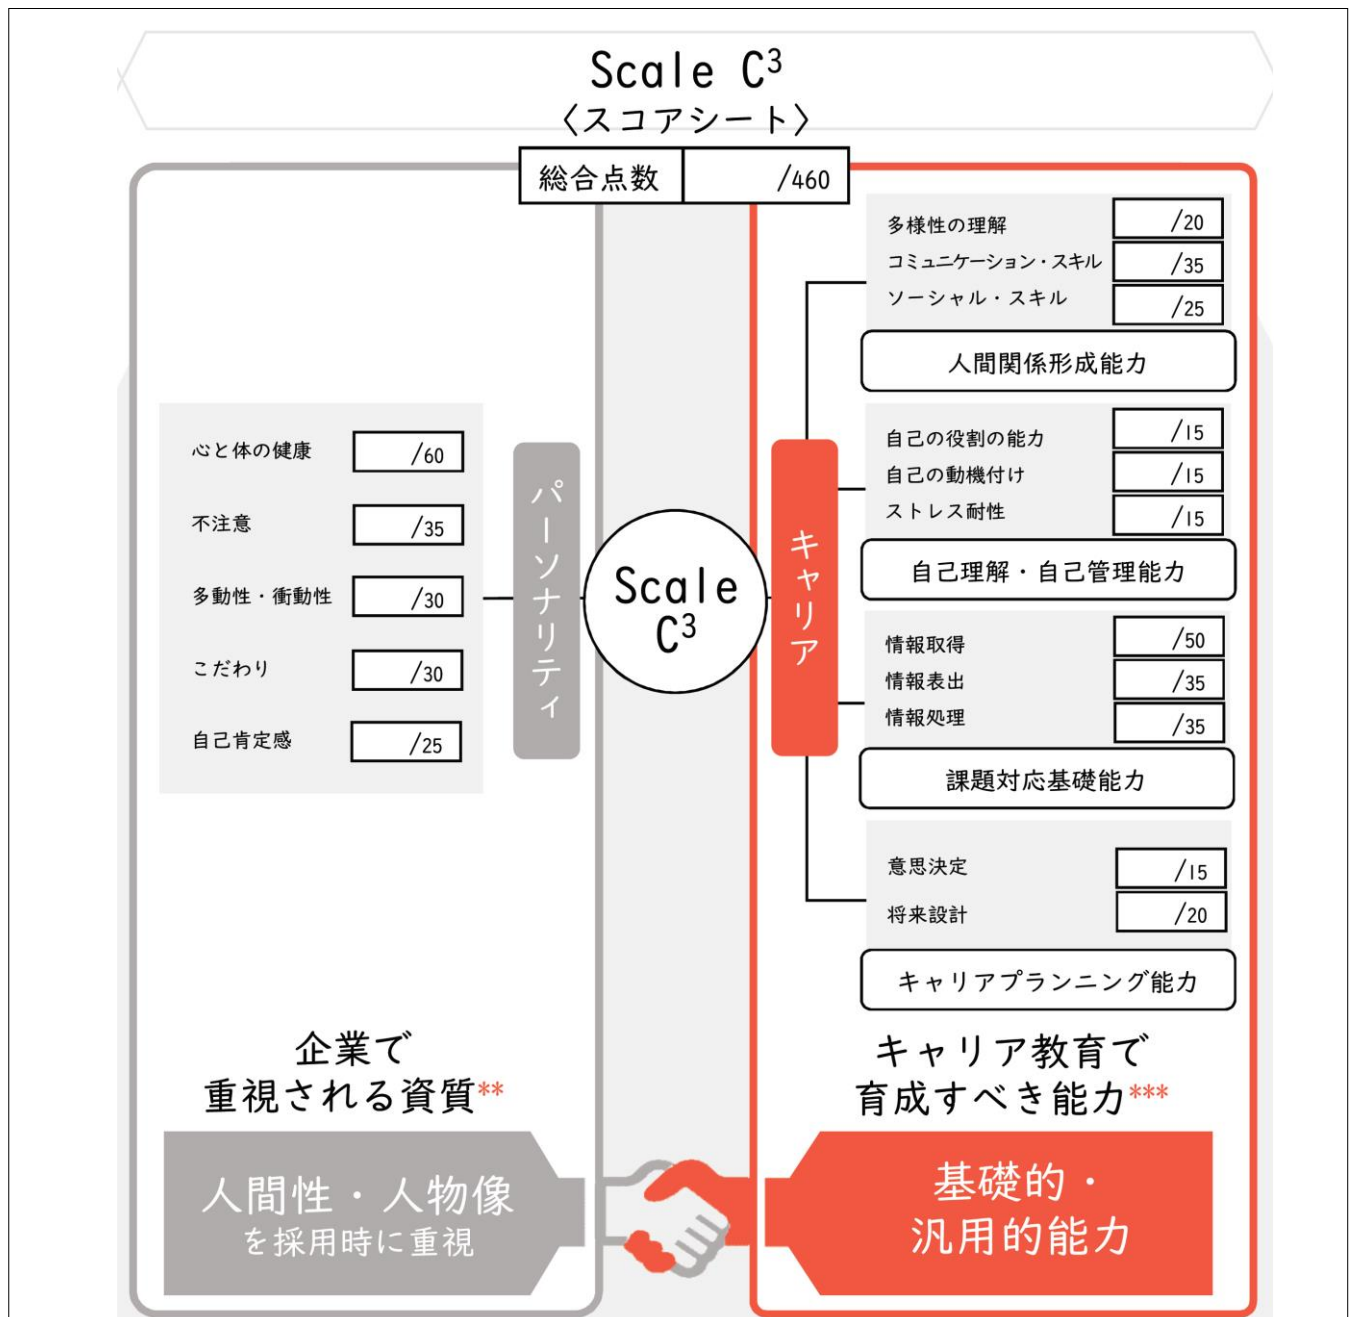 Scale C³
〈スコアシート〉
総合点数 /460
心と体の健康 /60
不注意 /35
多動性・衝動性 /30
こだわり /30
自己肯定感 /25
パーソナリティ
Scale
C³
キャリア
多様性の理解 /20
コミュニケーション・スキル /35
ソーシャル・スキル /25
人間関係形成能力
自己の役割の能力 /15
自己の動機付け /15
ストレス耐性 /15
自己理解・自己管理能力
情報取得 /50
情報表出 /35
情報処理 /35
課題対応基礎能力
意思決定 /15
将来設計 /20
キャリアプランニング能力
企業で
重視される資質**
人間性・人物像
を採用時に重視
キャリア教育で
育成すべき能力***
基礎的・
汎用的能力